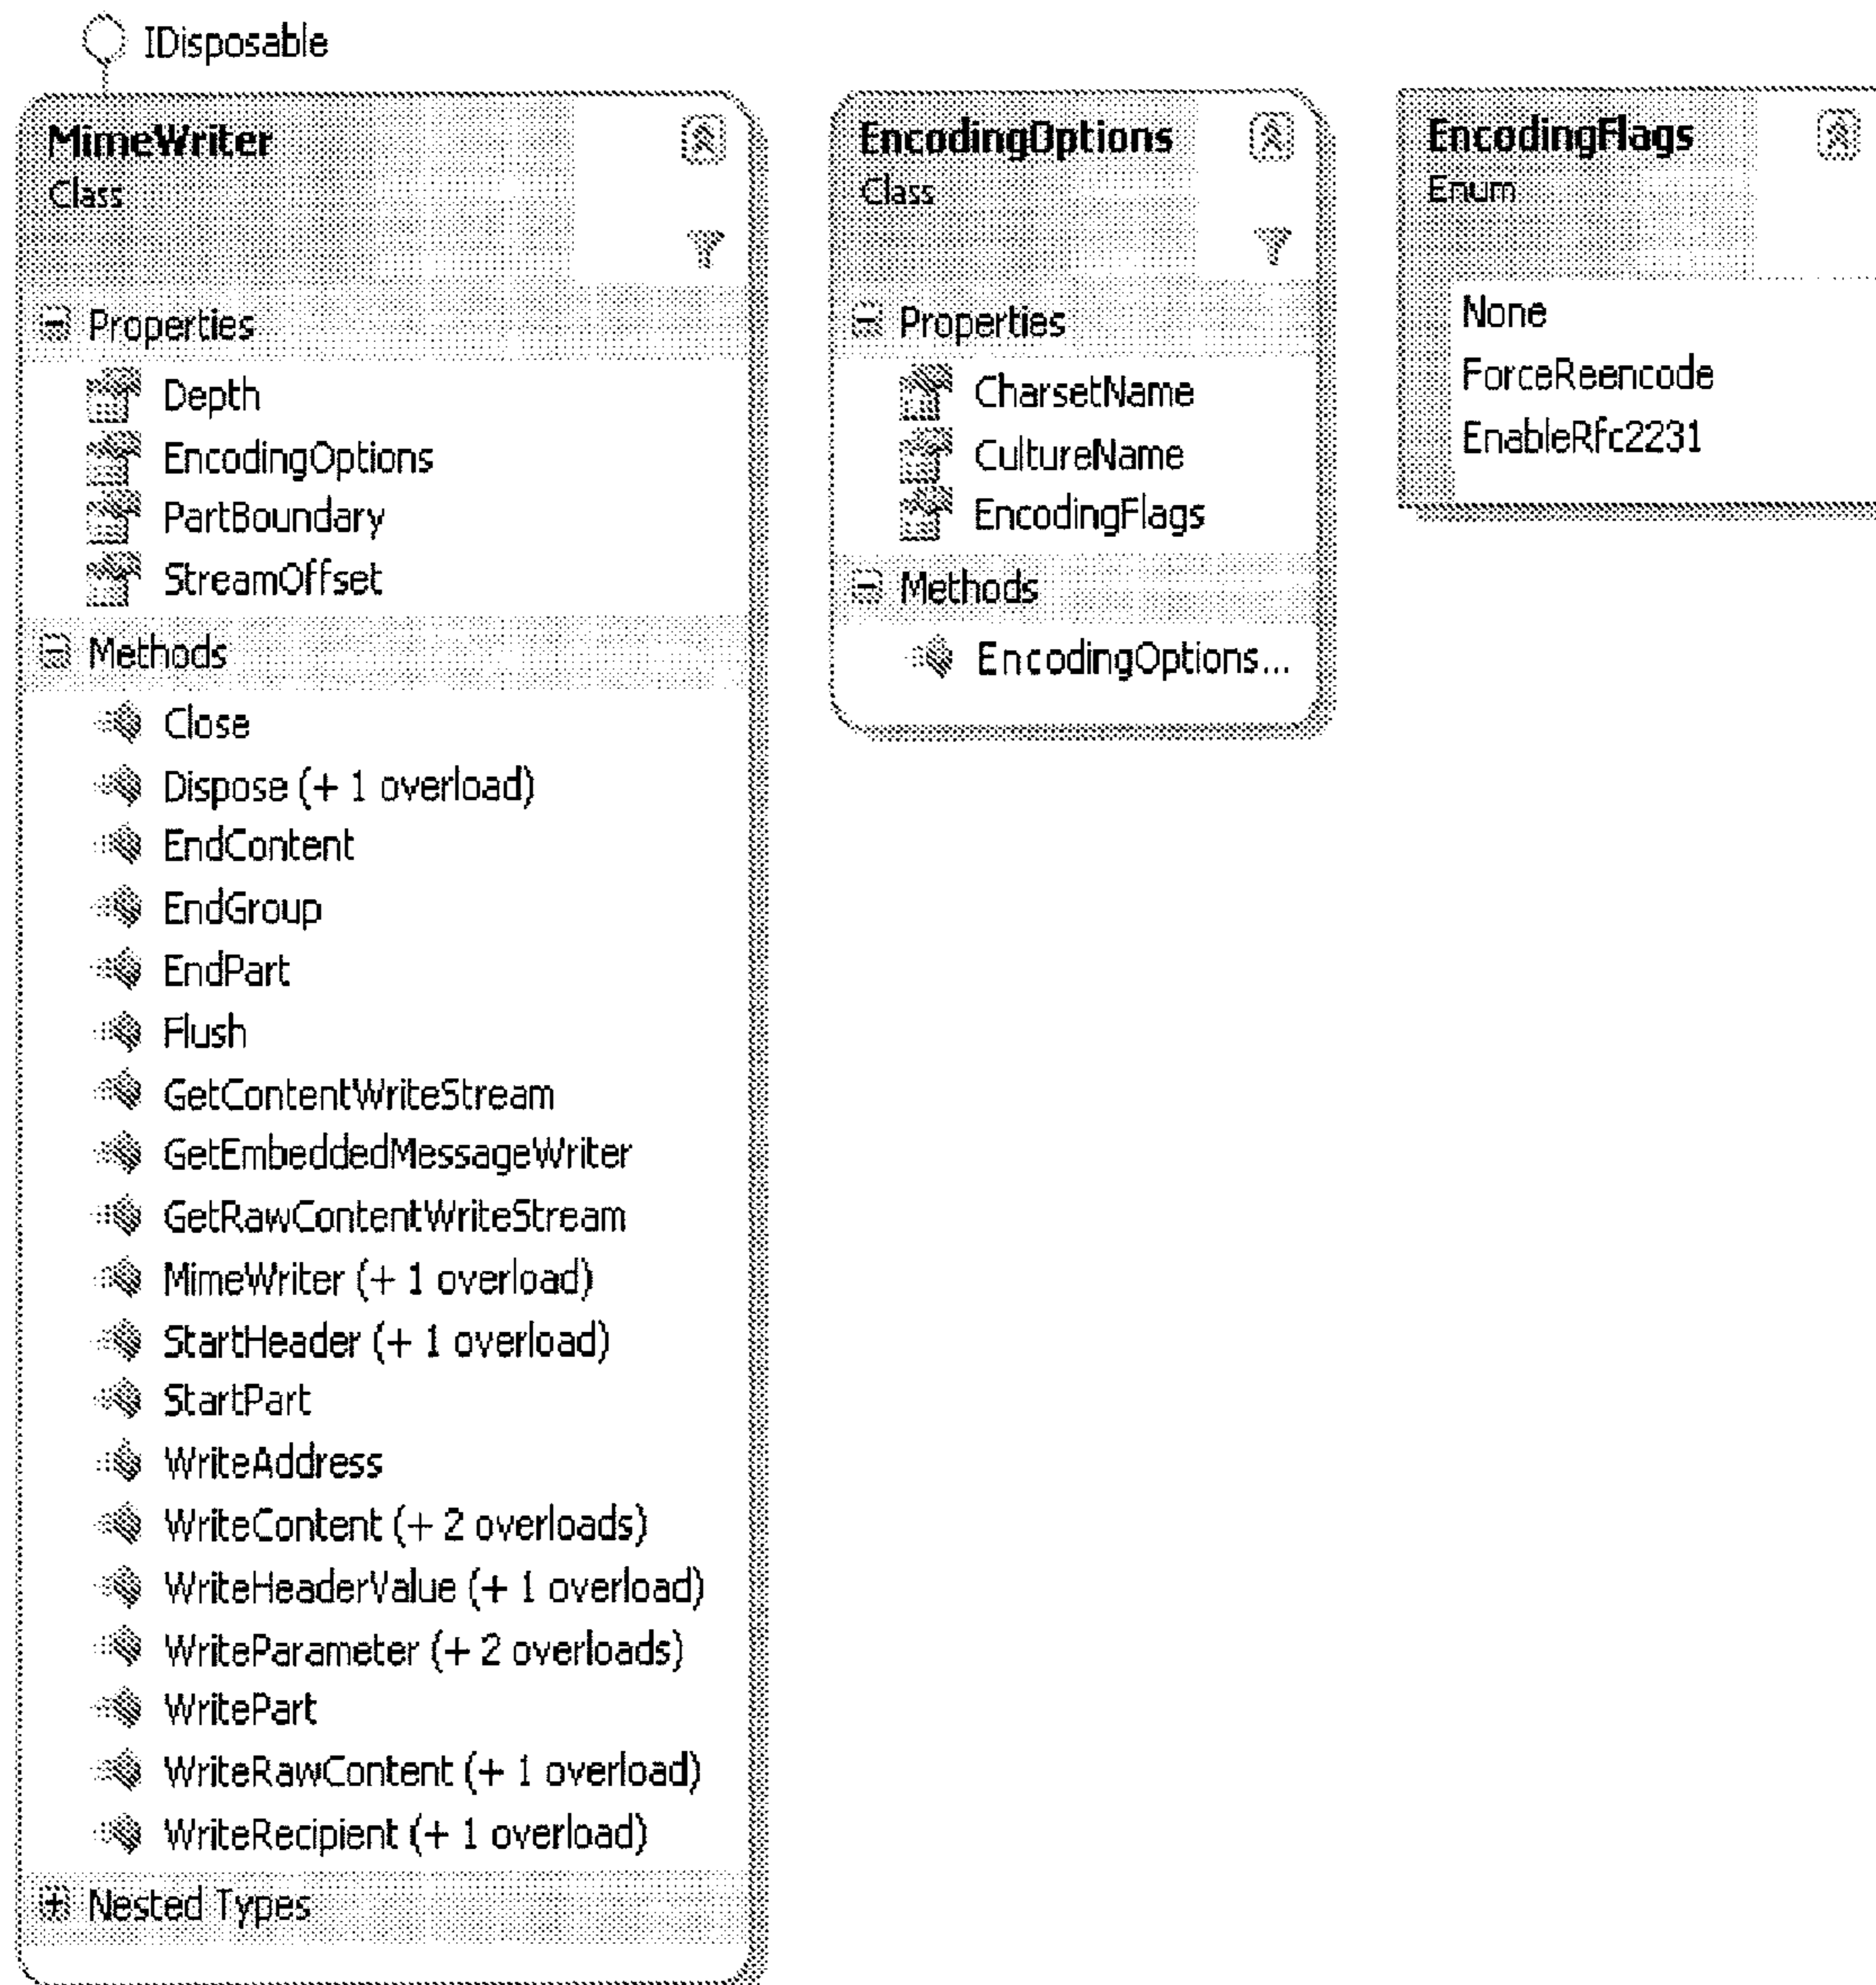 IDisposable
MimeWriter
Class
Properties
Depth
EncodingOptions
PartBoundary
StreamOffset
Methods
Close
Dispose (+ 1 overload)
EndContent
EndGroup
EndPart
Flush
GetContentWriteStream
GetEmbeddedMessageWriter
GetRawContentWriteStream
MimeWriter (+ 1 overload)
StartHeader (+ 1 overload)
StartPart
WriteAddress
WriteContent (+ 2 overloads)
WriteHeaderValue (+ 1 overload)
WriteParameter (+ 2 overloads)
WritePart
WriteRawContent (+ 1 overload)
WriteRecipient (+ 1 overload)
Nested Types
EncodingOptions
Class
Properties
CharsetName
CultureName
EncodingFlags
Methods
EncodingOptions...
EncodingFlags
Enum
None
ForceReencode
EnableRfc2231